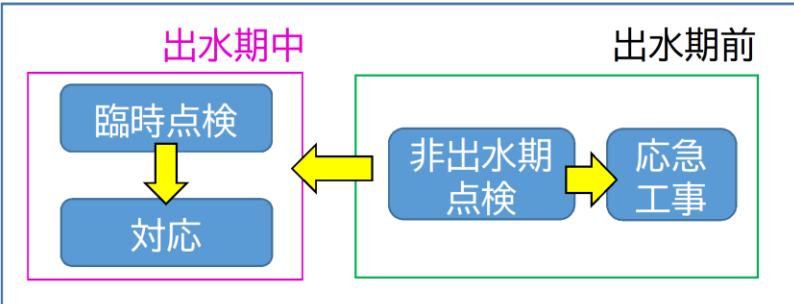 出水期中
臨時点検
対応
出水期前
非出水期
点検
応急
工事